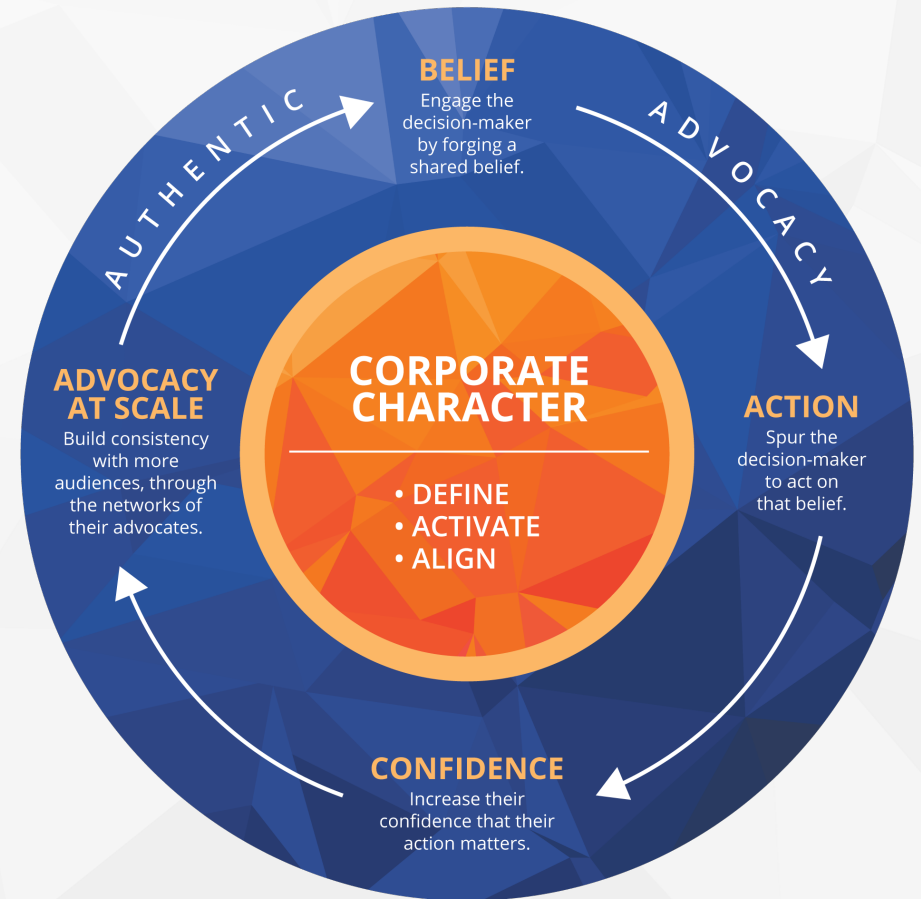 AUTHENTIC
ADVOCACY
BELIEF
Engage the
decision-maker
by forging a
shared belief.
ACTION
Spur the
decision-maker
to act on
that belief.
CONFIDENCE
Increase their
confidence that their
action matters.
ADVOCACY
AT SCALE
Build consistency
with more
audiences, through
the networks of
their advocates.
CORPORATE
CHARACTER
• DEFINE
• ACTIVATE
• ALIGN